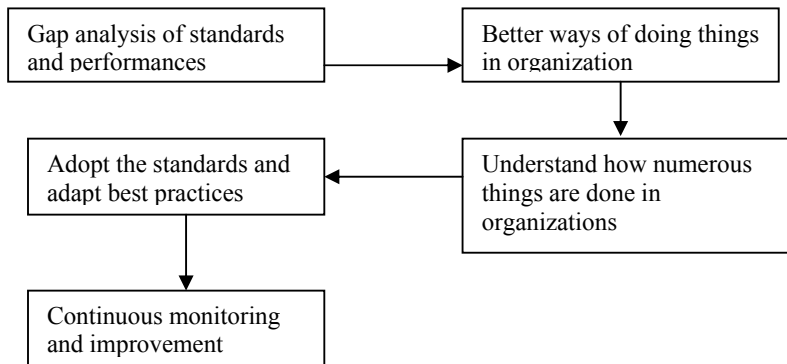 Gap analysis of standards
and performances
Better ways of doing things
in organization
Understand how numerous
things are done in
organizations
Adopt the standards and
adapt best practices
Continuous monitoring
and improvement